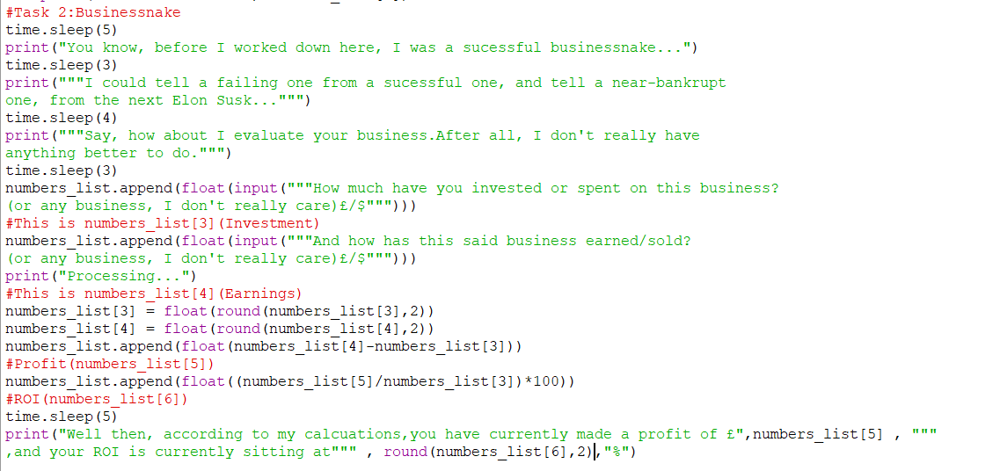 #Task 2:Businessnake
time.sleep(5)
print("You know, before I worked down here, I was a sucessful businessnake...")
time.sleep(3)
print("""I could tell a failing one from a sucessful one, and tell a near-bankrupt
one, from the next Elon Susk...""")
time.sleep(4)
print("""Say, how about I evaluate your business.After all, I don't really have
anything better to do.""")
time.sleep(3)
numbers_list.append(float(input("""How much have you invested or spent on this business?
(or any business, I don't really care)£/$""")))
#This is numbers_list[3](Investment)
numbers_list.append(float(input("""And how has this said business earned/sold?
(or any business, I don't really care)£/$""")))
print("Processing...")
#This is numbers_list[4](Earnings)
numbers_list[3] = float(round(numbers_list[3],2))
numbers_list[4] = float(round(numbers_list[4],2))
numbers_list.append(float(numbers_list[4]-numbers_list[3]))
#Profit(numbers_list[5])
numbers_list.append(float((numbers_list[5]/numbers_list[3])*100))
#ROI(numbers_list[6])
time.sleep(5)
print("Well then, according to my calcuations,you have currently made a profit of £",numbers_list[5] , """
,and your ROI is currently sitting at""" , round(numbers_list[6],2),"%")